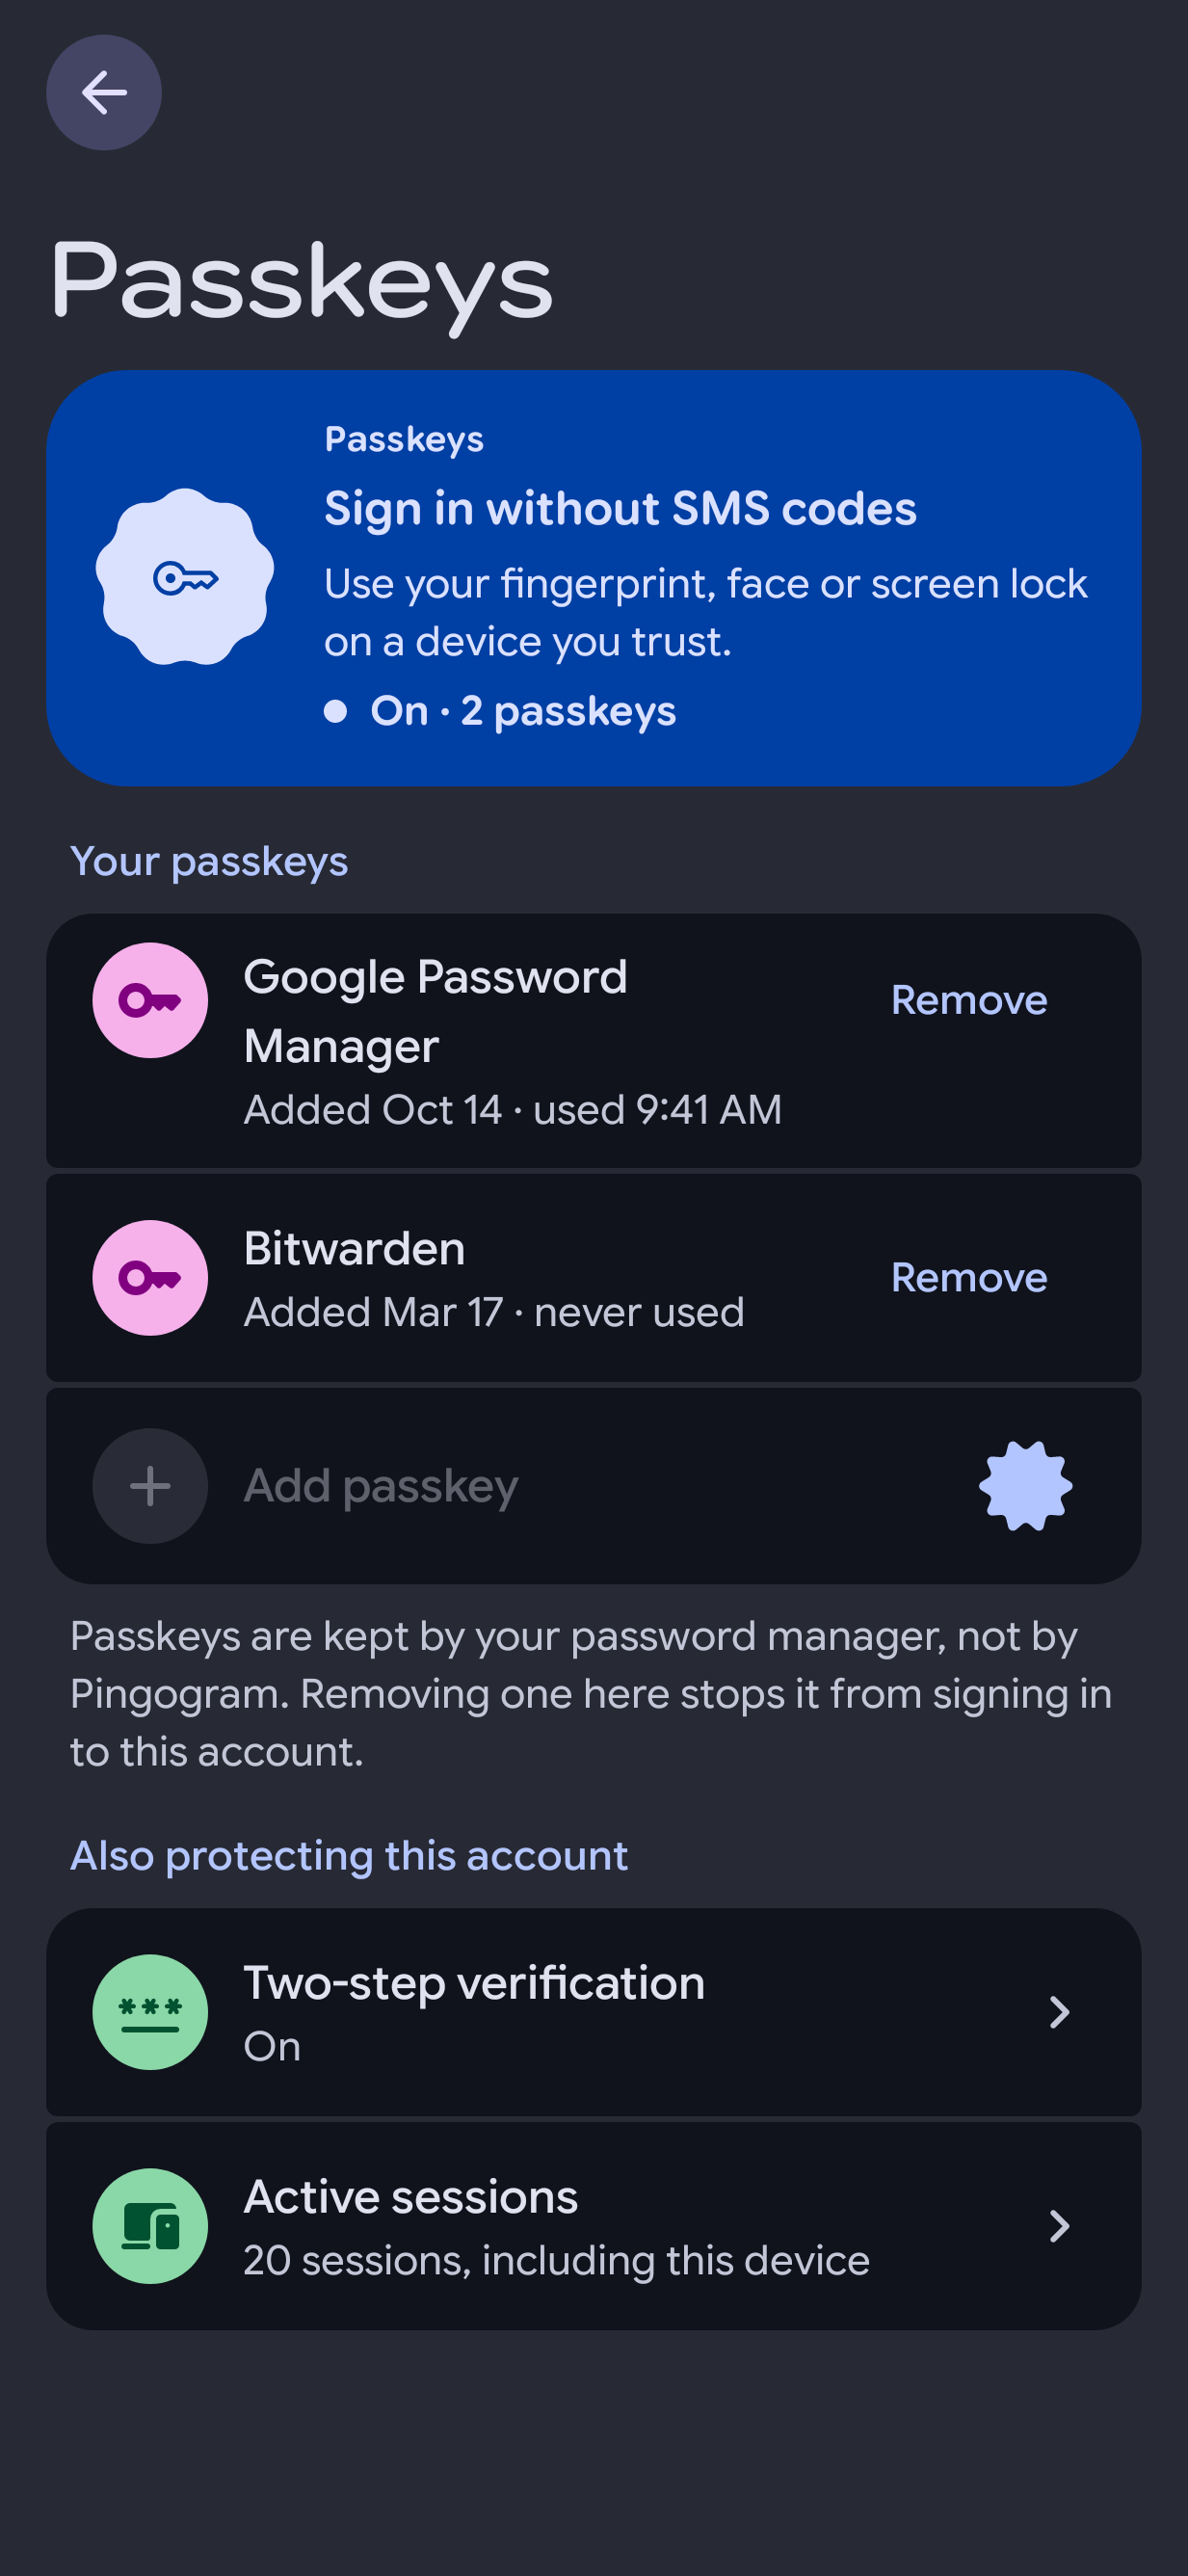 Passkeys
Passkeys
Sign in without SMS codes
Use your fingerprint, face or screen lock
on a device you trust.
On · 2 passkeys
Your passkeys
Google Password
Manager
Added Oct 14 · used 9:41 AM
Remove
Bitwarden
Added Mar 17 · never used
Remove
Add passkey
Passkeys are kept by your password manager, not by
Pingogram. Removing one here stops it from signing in
to this account.
Also protecting this account
Two-step verification
On
Active sessions
20 sessions, including this device